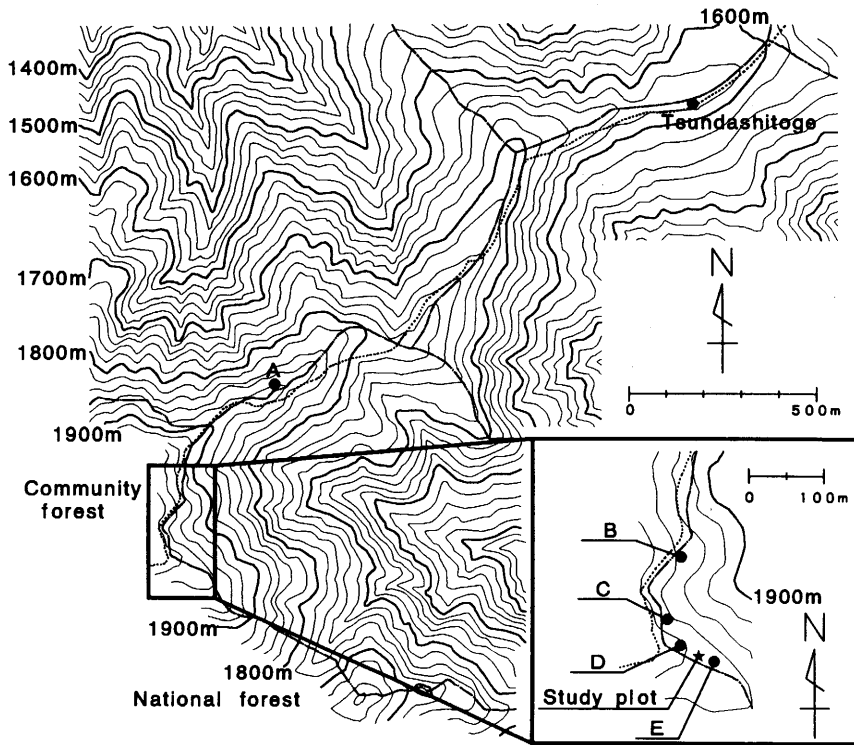 1600m
1400m
Tsundashitoge
1500m
1600m
N
1700m
1800m
A
0 500m
1900m
Community
forest
0 100m
B
C
1900m
N
1900m
D
1800m
National forest
Study plot
E